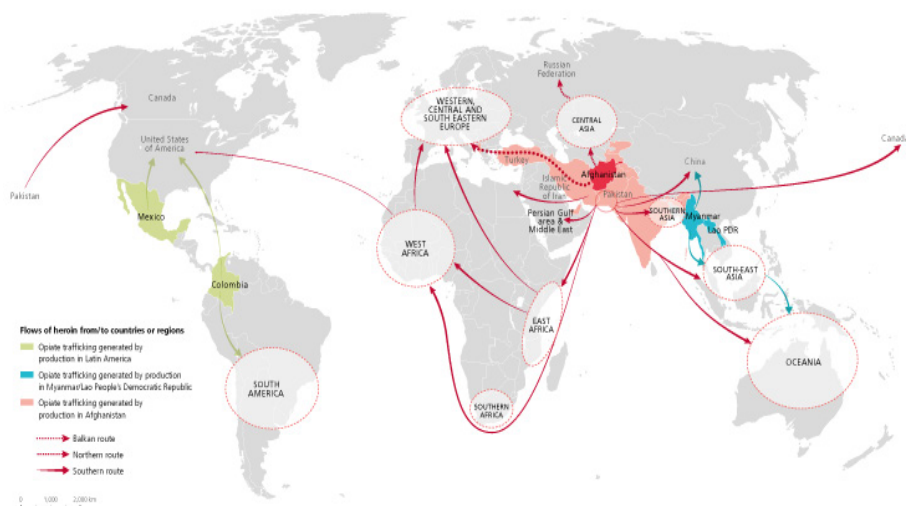 Canada
United States
of America
Pakistan
Mexico
Colombia
SOUTH
AMERICA
WESTERN,
CENTRAL AND
SOUTH EASTERN
EUROPE
Russian
Federation
CENTRAL
ASIA
Turkey
Afghanistan
Islamic
Republic
of Iran
Pakistan
Persian Gulf
area &
Middle East
SOUTHERN
ASIA
China
Myanmar
Lao PDR
SOUTH-EAST
ASIA
Canada
WEST
AFRICA
EAST
AFRICA
SOUTHERN
AFRICA
OCEANIA
Flows of heroin from/to countries or regions
Opiate trafficking generated by
production in Latin America
Opiate trafficking generated by production
in Myanmar/Lao People's Democratic Republic
Opiate trafficking generated by
production in Afghanistan
Balkan route
Northern route
Southern route
0 1,000 2,000 km